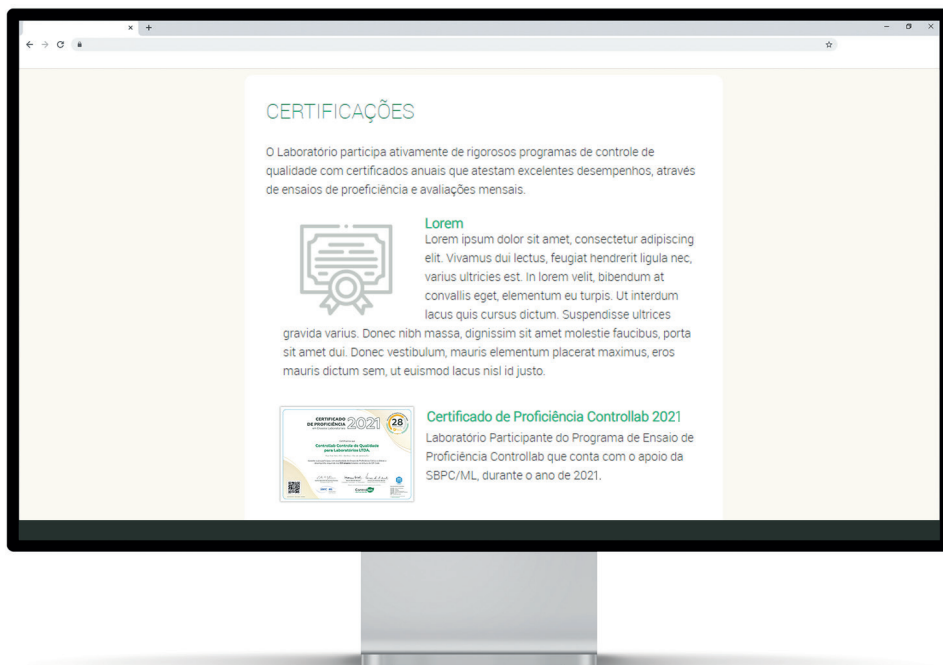 CERTIFICAÇÕES
O Laboratório participa ativamente de rigorosos programas de controle de
qualidade com certificados anuais que atestam excelentes desempenhos, através
de ensaios de proeficiência e avaliações mensais.
Lorem
Lorem ipsum dolor sit amet, consectetur adipiscing
elit. Vivamus dui lectus, feugiat hendrerit ligula nec,
varius ultricies est. In lorem velit, bibendum at
convallis eget, elementum eu turpis. Ut interdum
lacus quis cursus dictum. Suspendisse ultrices
gravida varius. Donec nibh massa, dignissim sit amet molestie faucibus, porta
sit amet dui. Donec vestibulum, mauris elementum placerat maximus, eros
mauris dictum sem, ut euismod lacus nisl id justo.
CERTIFICADO
DE PROFICIÊNCIA 2021 28
Controllab Controle de Qualidade
para Laboratórios LTDA.
Certificado de Proficiência Controllab 2021
Laboratório Participante do Programa de Ensaio de
Proficiência Controllab que conta com o apoio da
SBPC/ML, durante o ano de 2021.